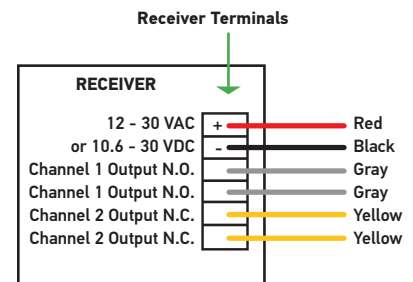 Receiver Terminals
RECEIVER
12 - 30 VAC + Red
or 10.6 - 30 VDC - Black
Channel 1 Output N.O. Gray
Channel 1 Output N.O. Gray
Channel 2 Output N.C. Yellow
Channel 2 Output N.C. Yellow